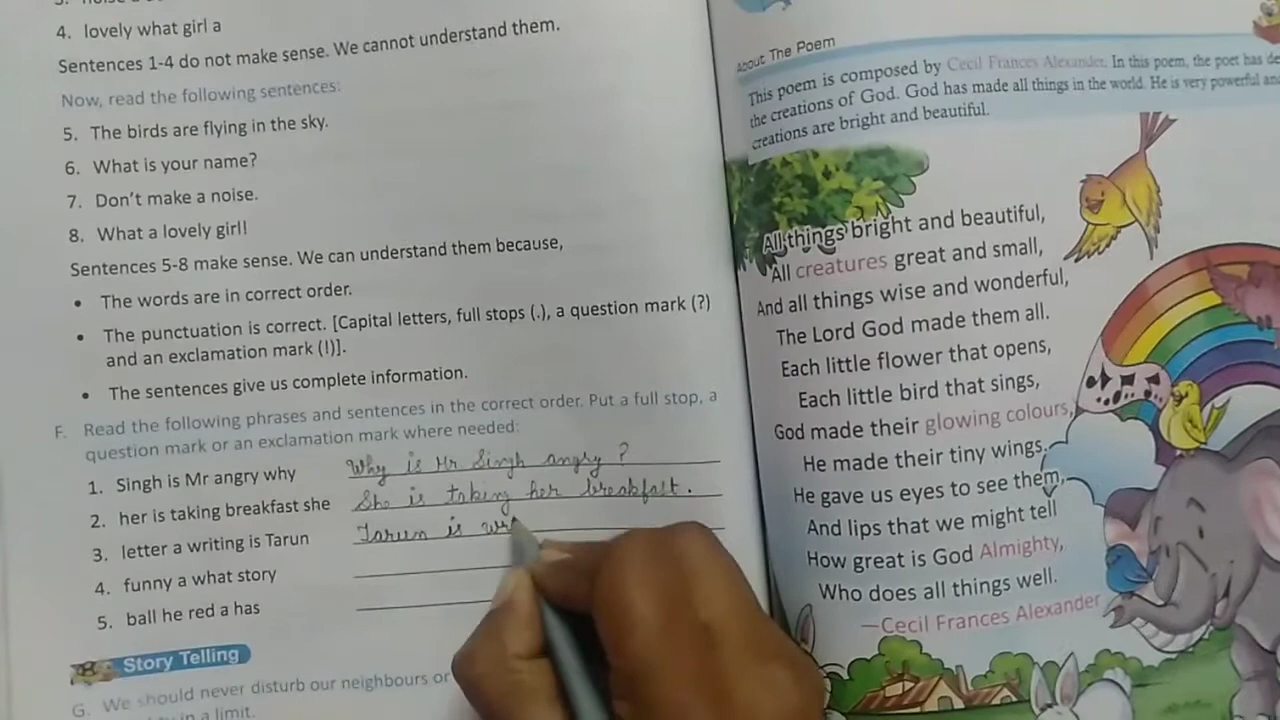 4. lovely what girl a
Sentences 1-4 do not make sense. We cannot understand them.
Now, read the following sentences:
5. The birds are flying in the sky.
6. What is your name?
7. Don't make a noise.
8. What a lovely girl!
Sentences 5-8 make sense. We can understand them because,
• The words are in correct order.
• The punctuation is correct. [Capital letters, full stops (.), a question mark (?)
and an exclamation mark (!)].
• The sentences give us complete information.
F. Read the following phrases and sentences in the correct order. Put a full stop, a
question mark or an exclamation mark where needed:
1. Singh is Mr angry why Why is Mr Singh angry ?
2. her is taking breakfast she She is taking her breakfast.
3. letter a writing is Tarun Tarun is wr
4. funny a what story
5. ball he red a has
Story Telling
G. We should never disturb our neighbours or
in a limit.
About The Poem
This poem is composed by Cecil Frances Alexander. In this poem, the poet has
the creations of God. God has made all things in the world. He is very powerful
creations are bright and beautiful.
All things bright and beautiful,
All creatures great and small,
And all things wise and wonderful,
The Lord God made them all.
Each little flower that opens,
Each little bird that sings,
God made their glowing colours,
He made their tiny wings.
He gave us eyes to see them,
And lips that we might tell
How great is God Almighty,
Who does all things well.
—Cecil Frances Alexander